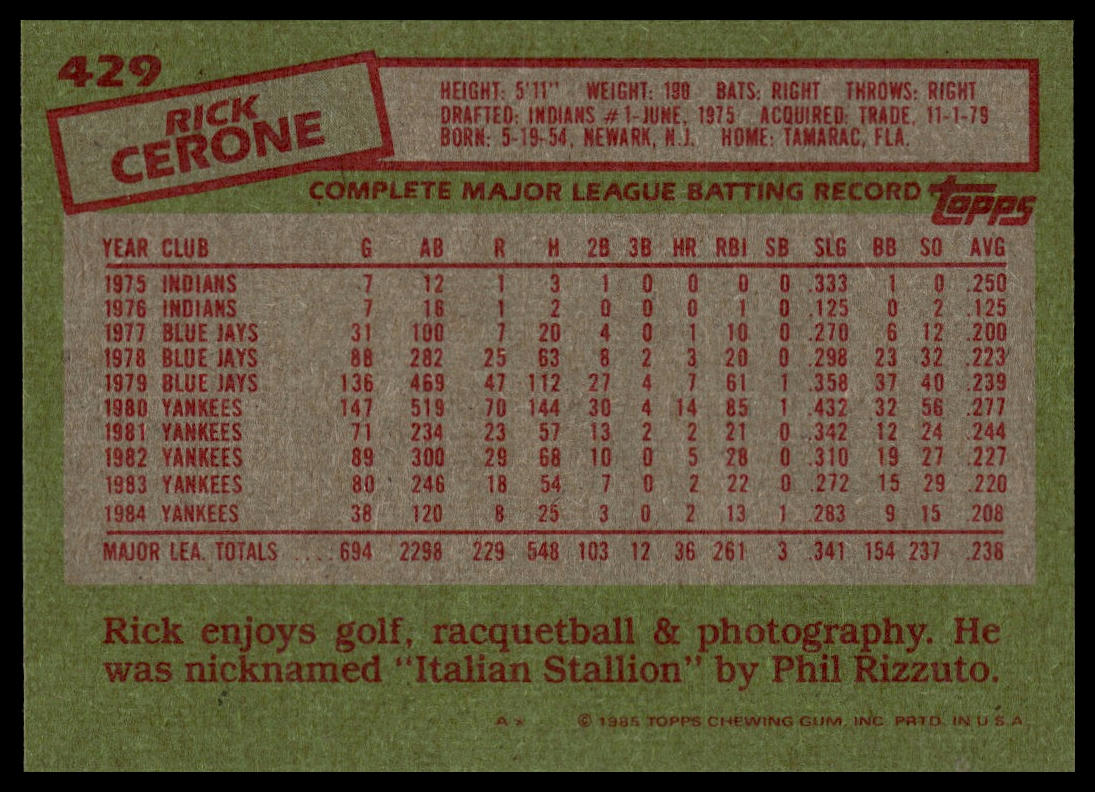 429
RICK
CERONE
HEIGHT: 5'11" WEIGHT: 190 BATS: RIGHT THROWS: RIGHT
DRAFTED: INDIANS #1-JUNE, 1975 ACQUIRED: TRADE, 11-1-79
BORN: 5-19-54, NEWARK, N.J. HOME: TAMARAC, FLA.
COMPLETE MAJOR LEAGUE BATTING RECORD topps
YEAR CLUB G AB R H 2B 3B HR RBI SB SLG BB SO AVG
1975 INDIANS 7 12 1 3 1 0 0 0 0 .333 1 0 .250
1976 INDIANS 7 16 1 2 0 0 0 1 0 .125 0 2 .125
1977 BLUE JAYS 31 100 7 20 4 0 1 10 0 .270 6 12 .200
1978 BLUE JAYS 88 282 25 63 8 2 3 20 0 .298 23 32 .223
1979 BLUE JAYS 136 469 47 112 27 4 7 61 1 .358 37 40 .239
1980 YANKEES 147 519 70 144 30 4 14 85 1 .432 32 56 .277
1981 YANKEES 71 234 23 57 13 2 2 21 0 .342 12 24 .244
1982 YANKEES 89 300 29 68 10 0 5 28 0 .310 19 27 .227
1983 YANKEES 80 246 18 54 7 0 2 22 0 .272 15 29 .220
1984 YANKEES 38 120 8 25 3 0 2 13 1 .283 9 15 .208
MAJOR LEA. TOTALS .... 694 2298 229 548 103 12 36 261 3 .341 154 237 .238
Rick enjoys golf, racquetball & photography. He
was nicknamed "Italian Stallion" by Phil Rizzuto.
A* © 1985 TOPPS CHEWING GUM, INC. PRTD. IN U.S.A.